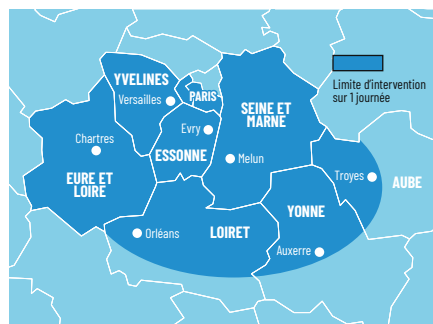 YVELINES
Versailles
PARIS
Limite d'intervention
sur 1 journée
SEINE ET
MARNE
Evry
Chartres
ESSONNE
Melun
EURE ET
LOIRE
Troyes
AUBE
YONNE
Orléans
LOIRET
Auxerre